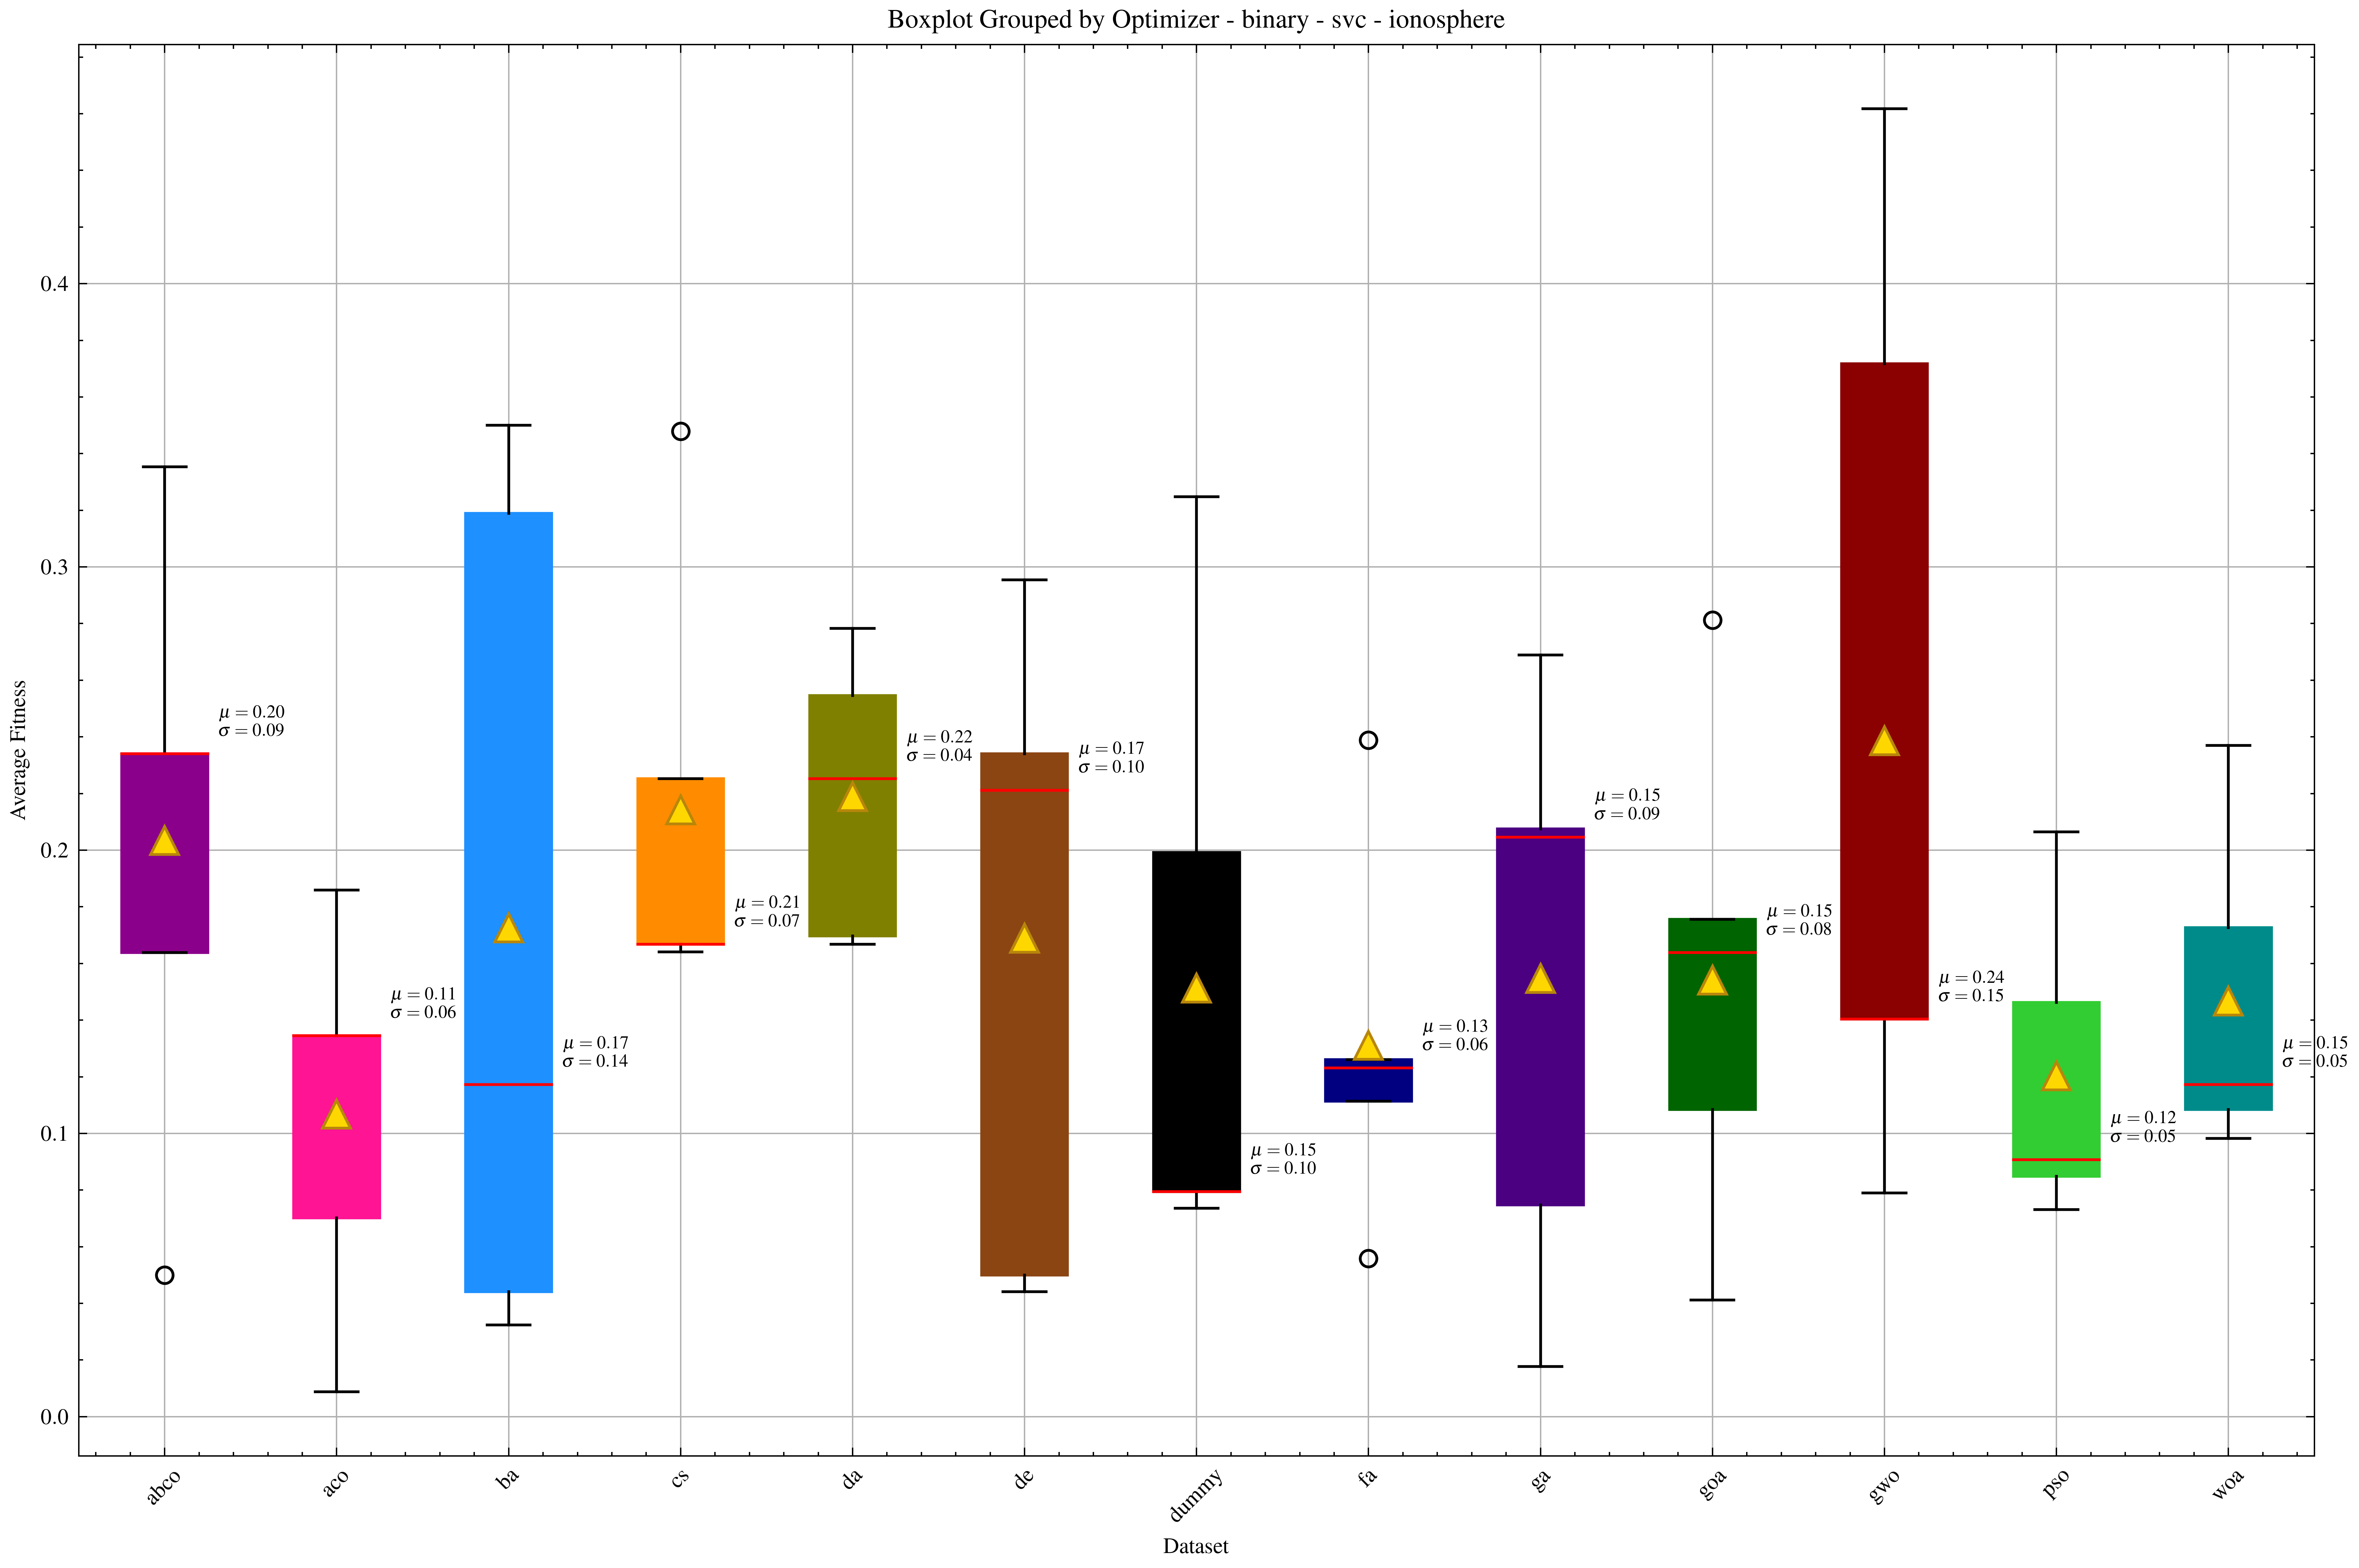 Boxplot Grouped by Optimizer - binary - svc - ionosphere
Average Fitness
0.4
0.3
0.2
0.1
0.0
μ = 0.20
σ = 0.09
μ = 0.11
σ = 0.06
μ = 0.17
σ = 0.14
μ = 0.21
σ = 0.07
μ = 0.22
σ = 0.04
μ = 0.17
σ = 0.10
μ = 0.15
σ = 0.10
μ = 0.13
σ = 0.06
μ = 0.15
σ = 0.09
μ = 0.15
σ = 0.08
μ = 0.24
σ = 0.15
μ = 0.12
σ = 0.05
μ = 0.15
σ = 0.05
abco
aco
ba
cs
da
de
dummy
fa
ga
goa
gwo
pso
woa
Dataset